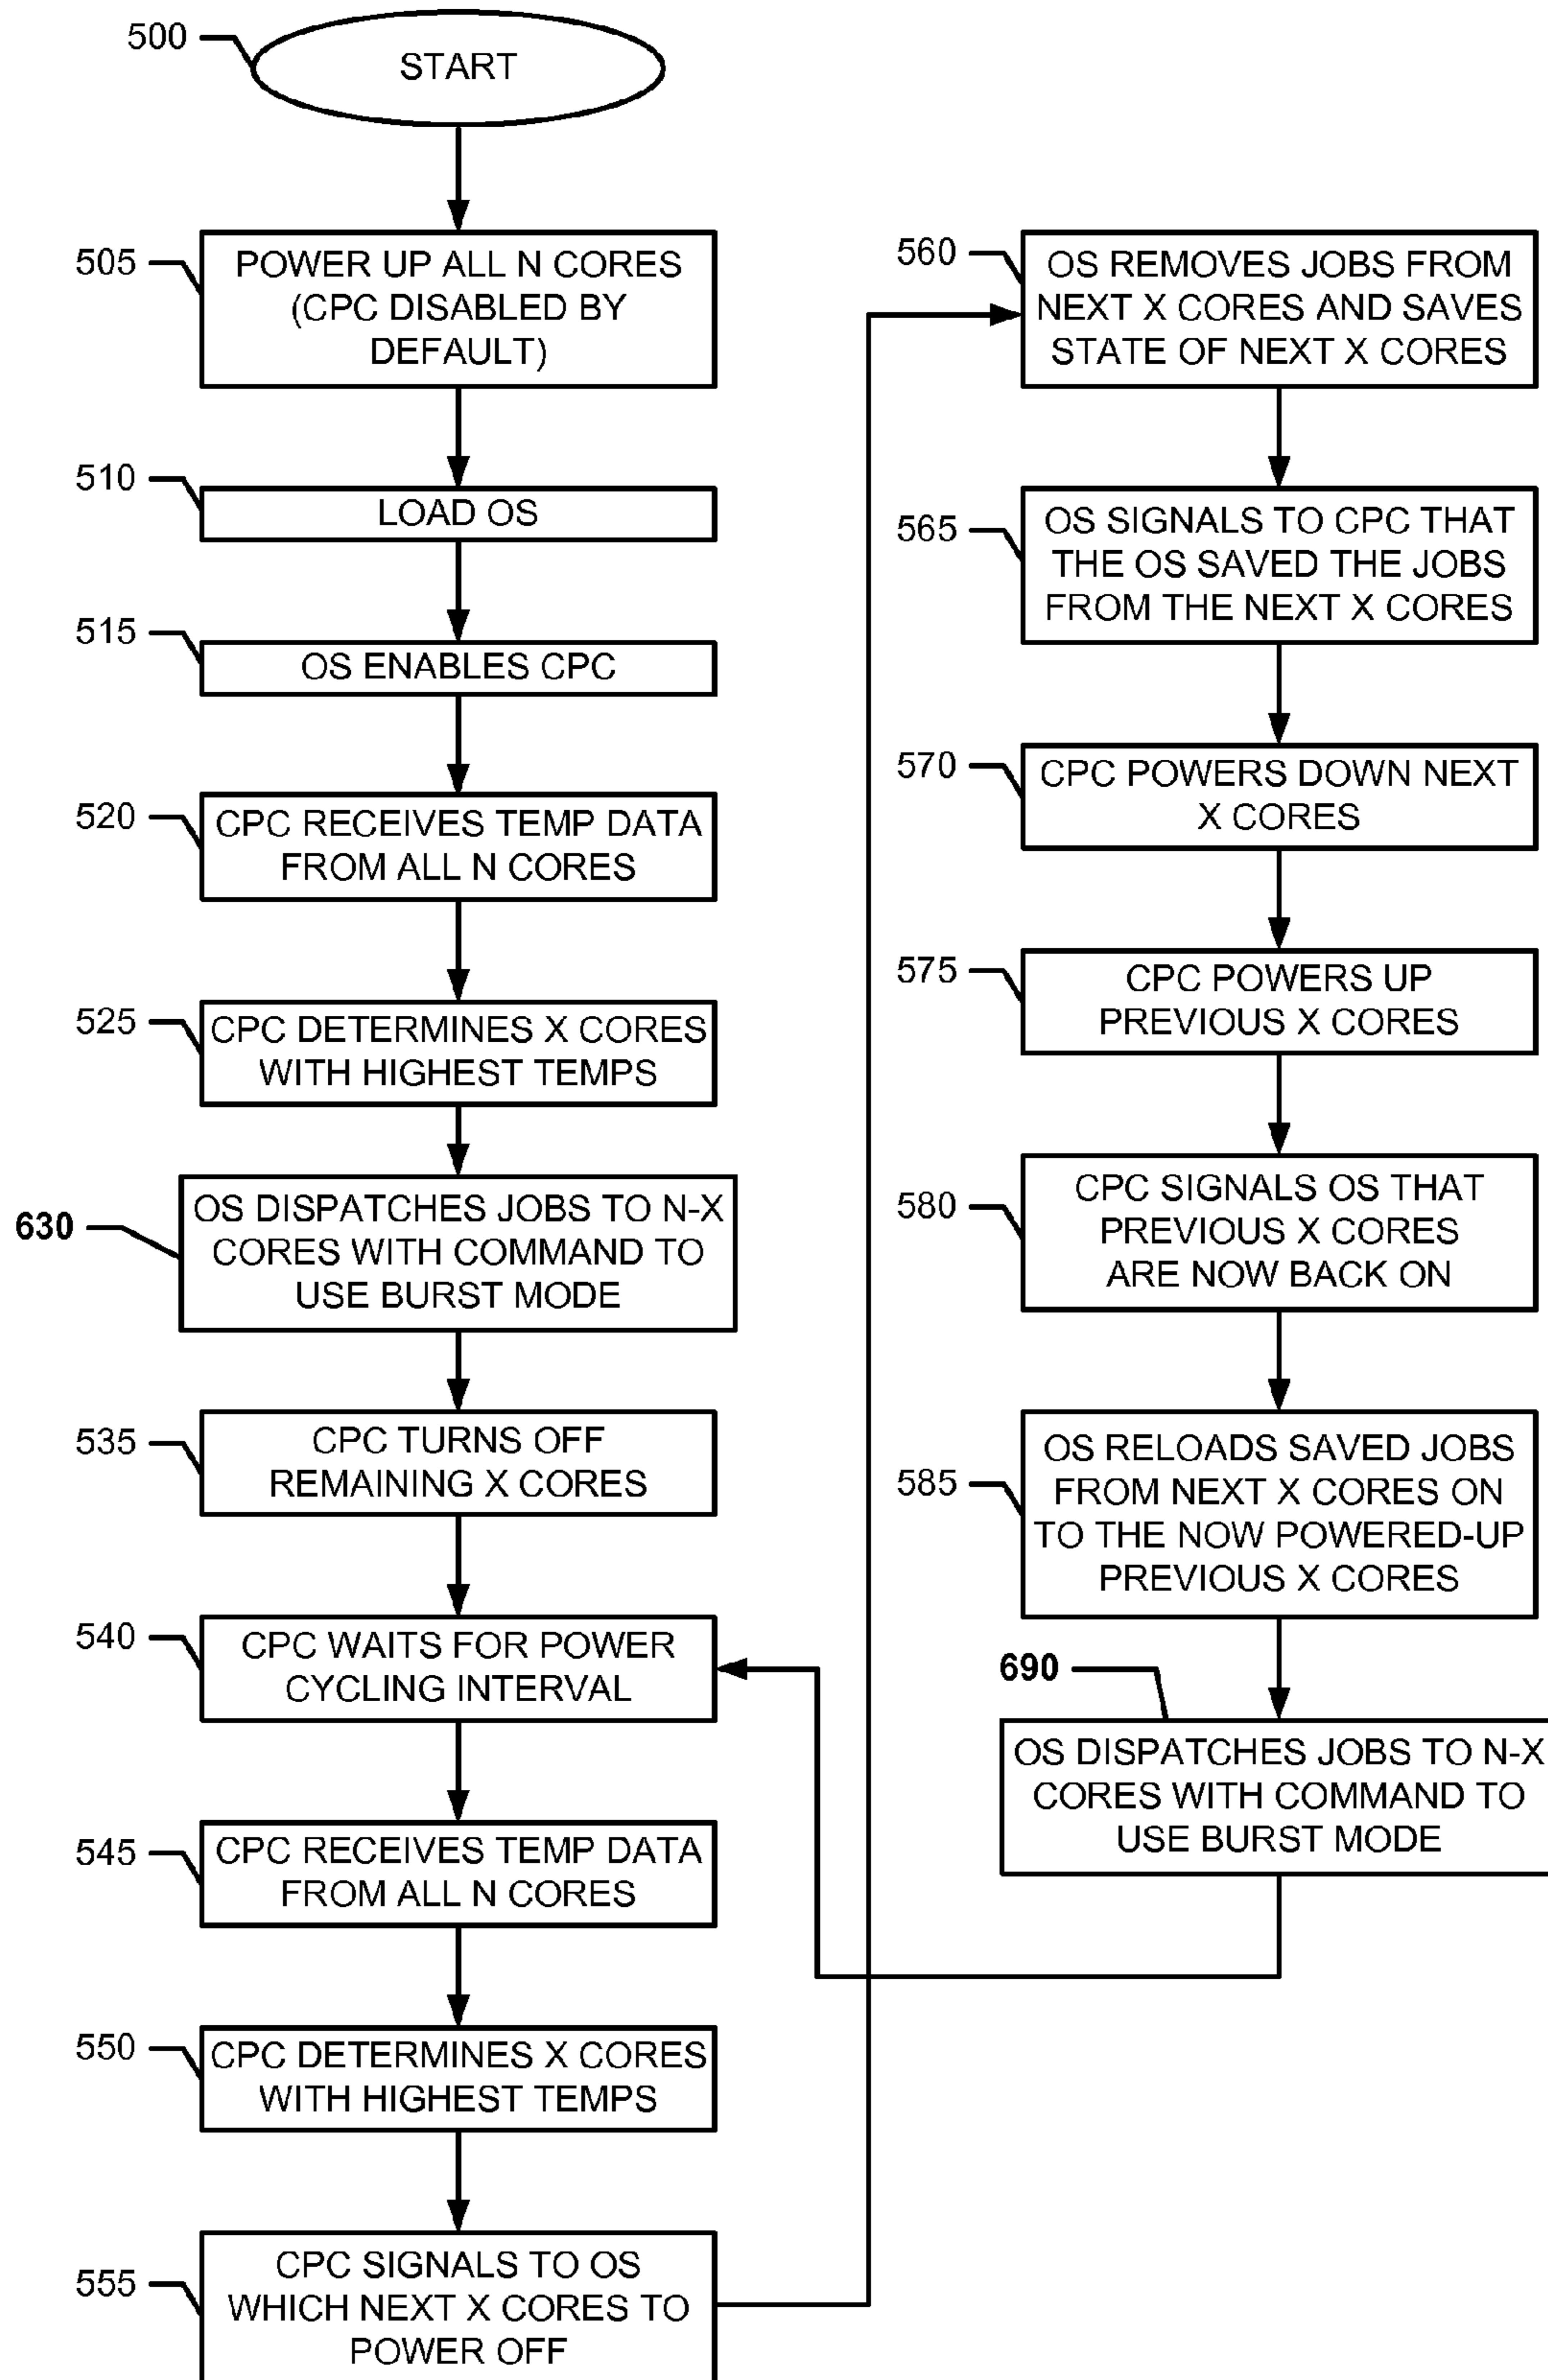 500
START
505
POWER UP ALL N CORES
(CPC DISABLED BY
DEFAULT)
510
LOAD OS
515
OS ENABLES CPC
520
CPC RECEIVES TEMP DATA
FROM ALL N CORES
525
CPC DETERMINES X CORES
WITH HIGHEST TEMPS
630
OS DISPATCHES JOBS TO N-X
CORES WITH COMMAND TO
USE BURST MODE
535
CPC TURNS OFF
REMAINING X CORES
540
CPC WAITS FOR POWER
CYCLING INTERVAL
545
CPC RECEIVES TEMP DATA
FROM ALL N CORES
550
CPC DETERMINES X CORES
WITH HIGHEST TEMPS
555
CPC SIGNALS TO OS
WHICH NEXT X CORES TO
POWER OFF
560
OS REMOVES JOBS FROM
NEXT X CORES AND SAVES
STATE OF NEXT X CORES
565
OS SIGNALS TO CPC THAT
THE OS SAVED THE JOBS
FROM THE NEXT X CORES
570
CPC POWERS DOWN NEXT
X CORES
575
CPC POWERS UP
PREVIOUS X CORES
580
CPC SIGNALS OS THAT
PREVIOUS X CORES
ARE NOW BACK ON
585
OS RELOADS SAVED JOBS
FROM NEXT X CORES ON
TO THE NOW POWERED-UP
PREVIOUS X CORES
690
OS DISPATCHES JOBS TO N-X
CORES WITH COMMAND TO
USE BURST MODE